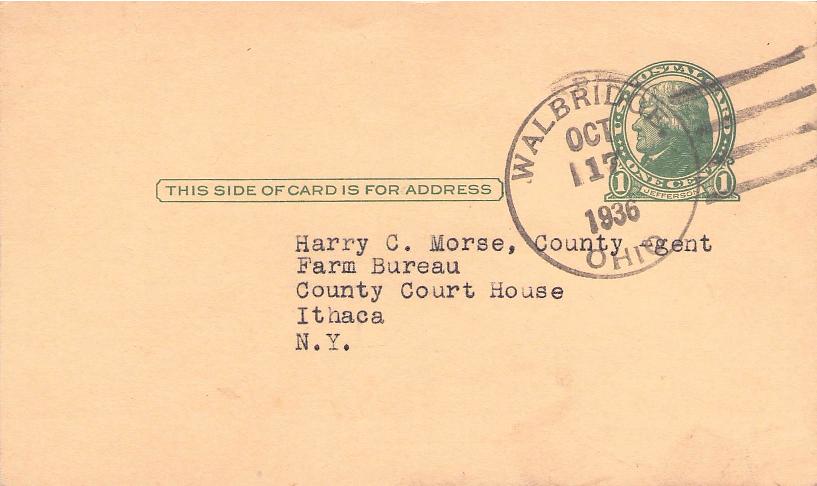 U.S. POSTAL CARD
ONE CENT
1 JEFFERSON 1
WALBRIDGE.
OCT
17
1936
OHIO
THIS SIDE OF CARD IS FOR ADDRESS
Harry C. Morse, County Agent
Farm Bureau
County Court House
Ithaca
N.Y.